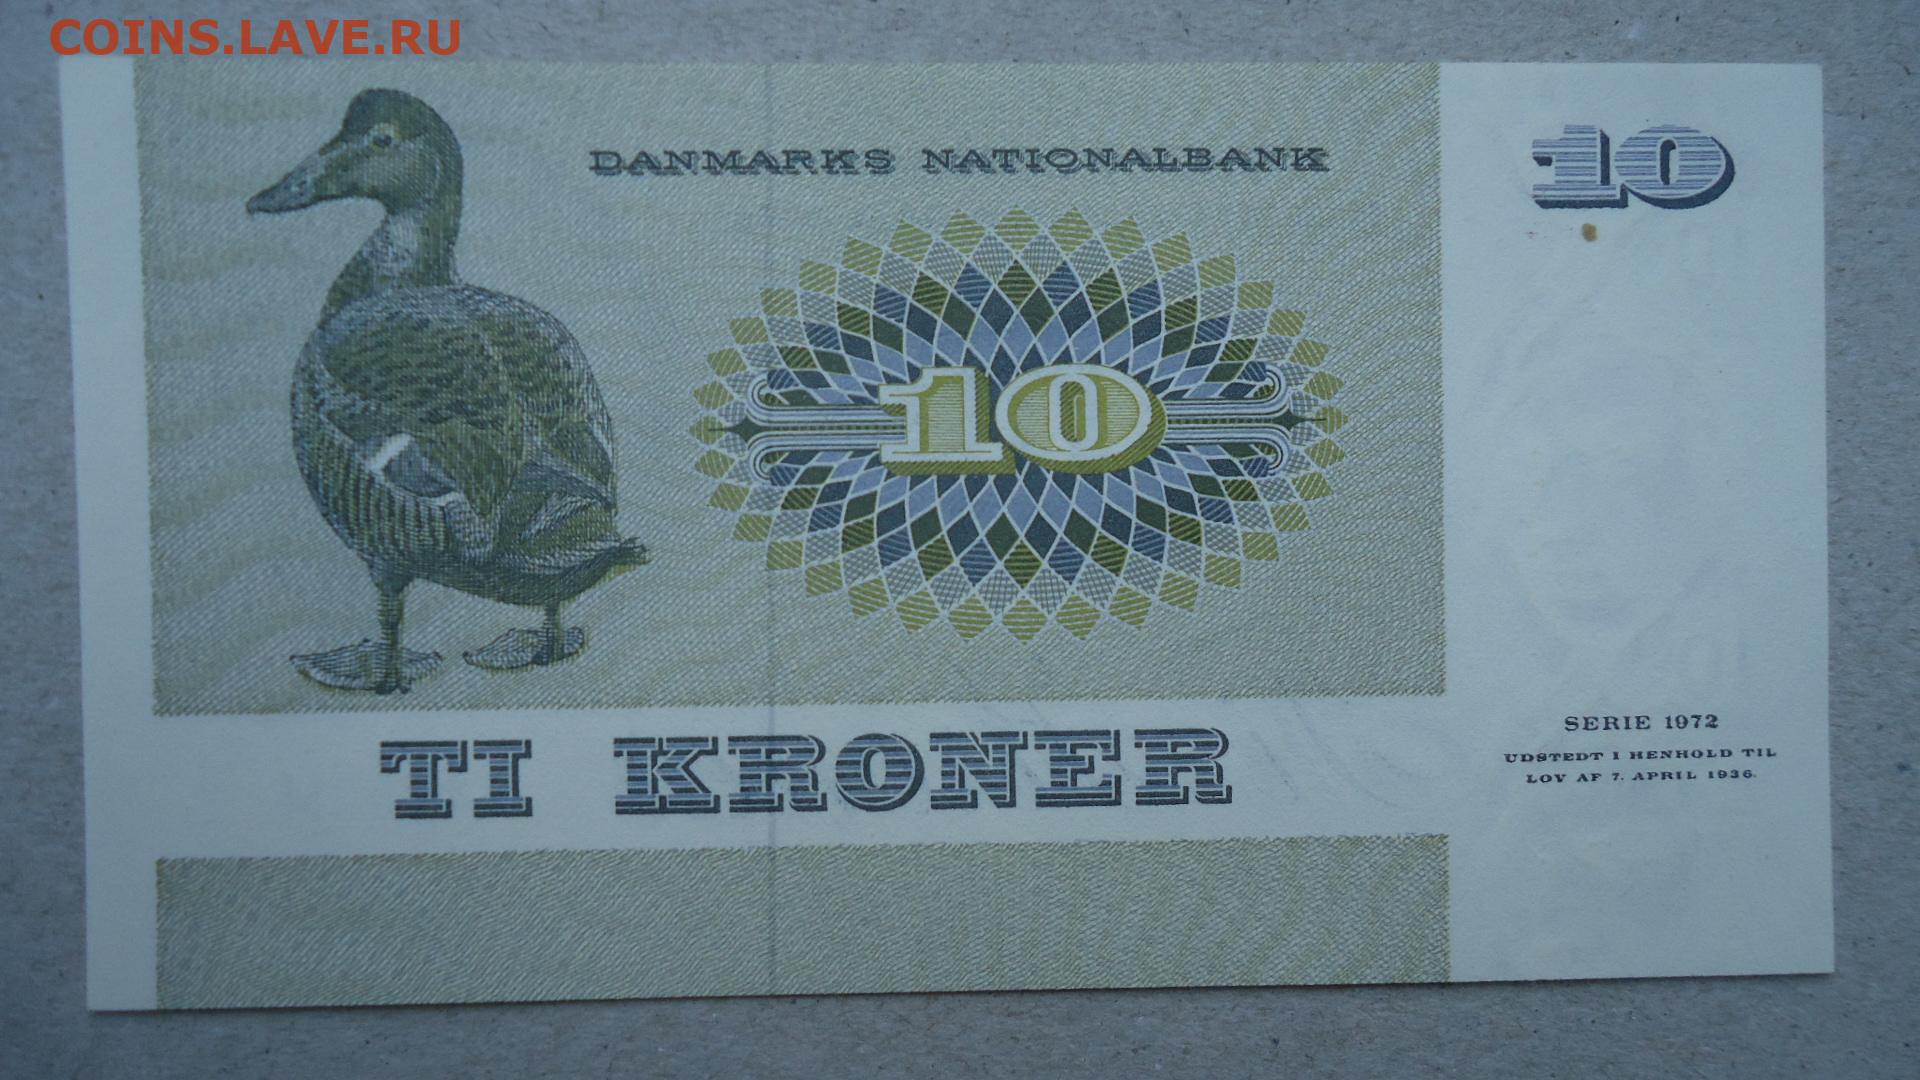 COINS.LAVE.RU
DANMARKS NATIONALBANK
10
10
TI KRONER
SERIE 1972
UDSTEDT I HENHOLD TIL
LOV AF 7. APRIL 1936.